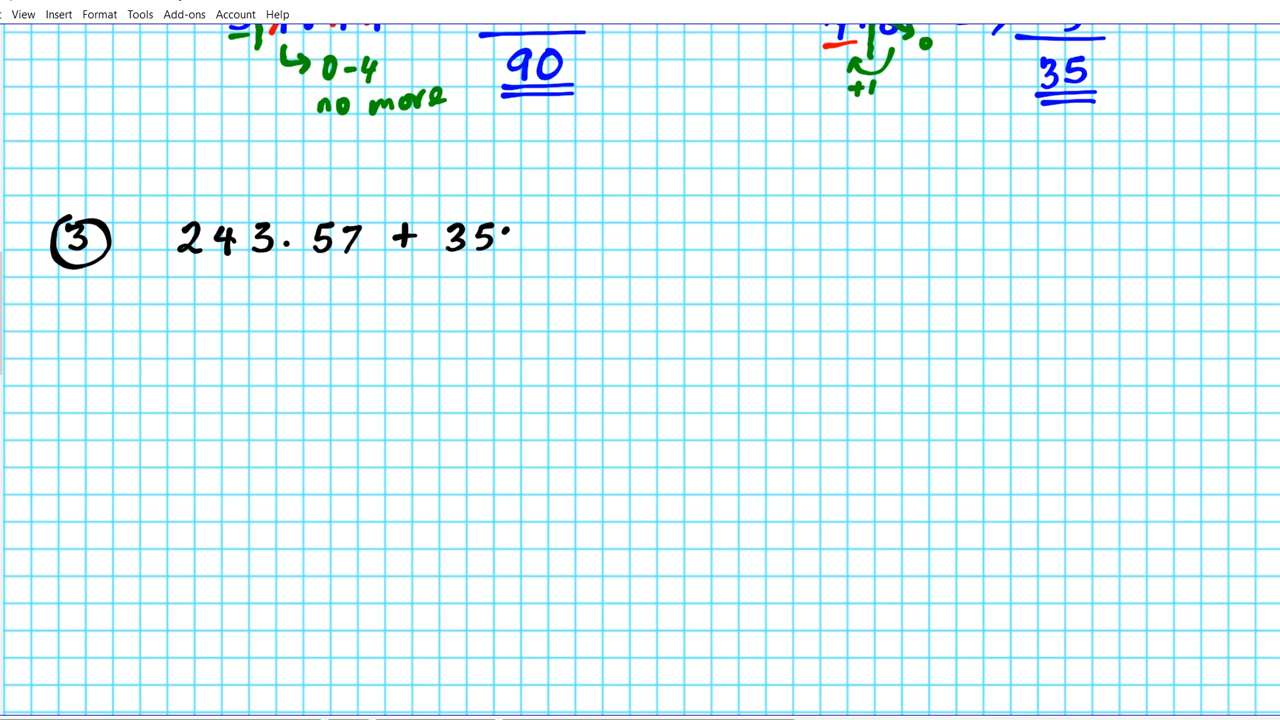 View Insert Format Tools Add-ons Account Help
0-4
no more
90
+1
0
35
3 243.57 + 35.